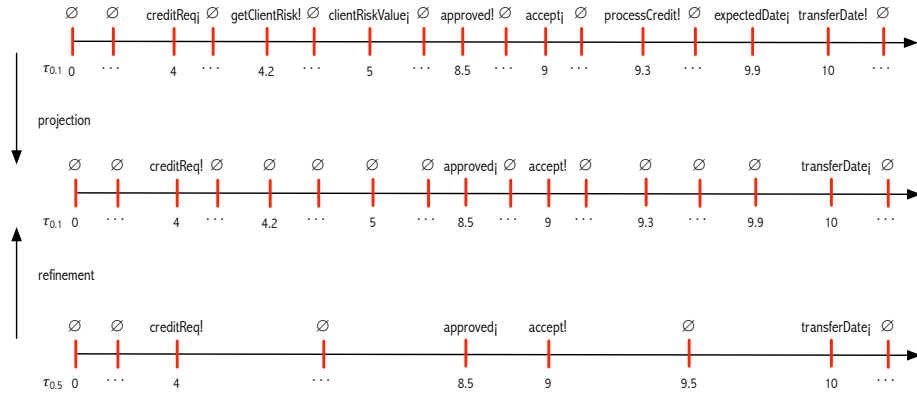 ∅ ∅ creditReq¡ ∅ getClientRisk! ∅ clientRiskValue¡ ∅ approved! ∅ accept¡ ∅ processCredit! ∅ expectedDate¡ transferDate! ∅
τ0.1 0 ... 4 ... 4.2 ... 5 ... 8.5 ... 9 ... 9.3 ... 9.9 10 ...
projection
∅ ∅ creditReq! ∅ ∅ ∅ ∅ ∅ approved¡ ∅ accept! ∅ ∅ ∅ ∅ transferDate¡ ∅
τ0.1 0 ... 4 ... 4.2 ... 5 ... 8.5 ... 9 ... 9.3 ... 9.9 10 ...
refinement
∅ ∅ creditReq! ∅ approved¡ accept! ∅ transferDate¡ ∅
τ0.5 0 ... 4 ... 8.5 9 9.5 10 ...